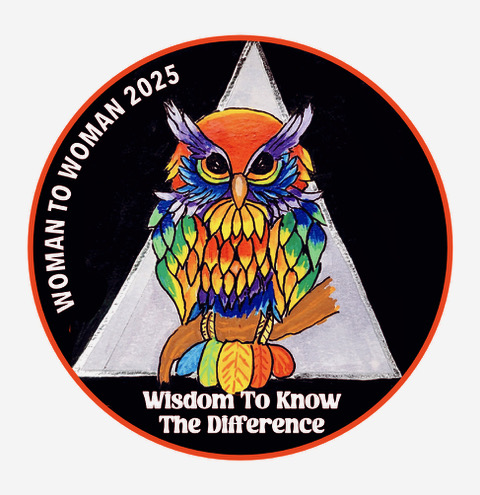 WOMAN TO WOMAN 2025
Wisdom To Know
The Difference